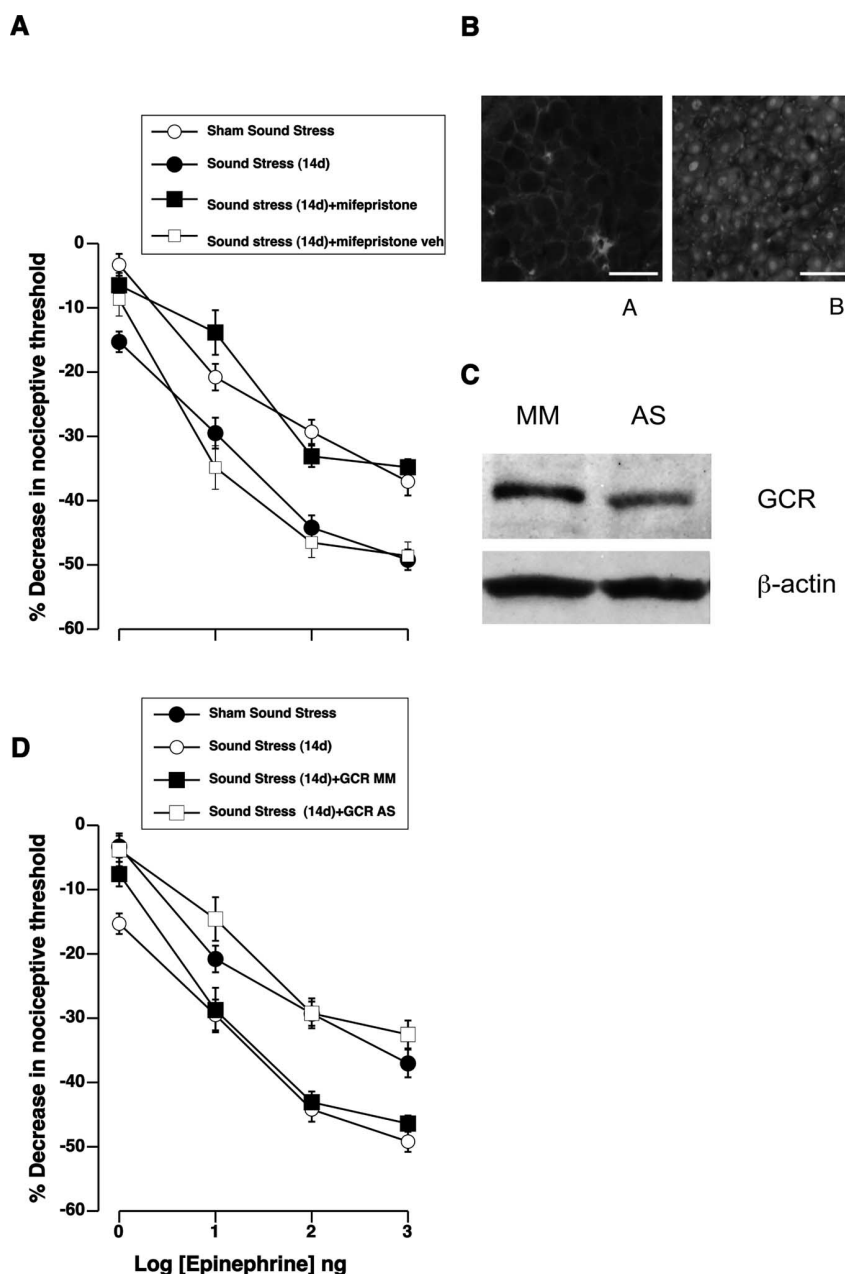 A
Sham Sound Stress
Sound Stress (14d)
Sound stress (14d)+mifepristone
Sound stress (14d)+mifepristone veh
0
-10
-20
-30
-40
-50
-60
% Decrease in nociceptive threshold
B
A
B
C
MM AS
GCR
β-actin
D
Sham Sound Stress
Sound Stress (14d)
Sound Stress (14d)+GCR MM
Sound Stress (14d)+GCR AS
0
-10
-20
-30
-40
-50
-60
% Decrease in nociceptive threshold
0 1 2 3
Log [Epinephrine] ng